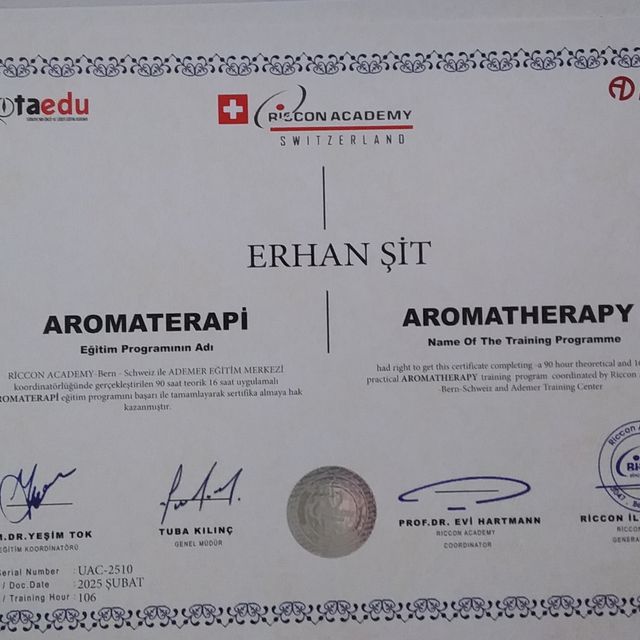 otaedu
RICCON ACADEMY
SWITZERLAND
ERHAN ŞİT
AROMATERAPİ
Eğitim Programının Adı
RİCCON ACADEMY-Bern - Schweiz ile ADEMER EĞİTİM MERKEZİ
koordinatörlüğünde gerçekleştirilen 90 saat teorik 16 saat uygulamalı
AROMATERAPİ eğitim programını başarı ile tamamlayarak sertifika almaya hak
kazanmıştır.
AROMATHERAPY
Name Of The Training Programme
had right to get this certificate completing -a 90 hour theoretical and 16
practical AROMATHERAPY training program coordinated by Riccon
-Bern-Schweiz and Ademer Training Center
DR.YEŞİM TOK
EĞİTİM KOORDİNATÖRÜ
TUBA KILINÇ
GENEL MÜDÜR
PROF.DR. EVİ HARTMANN
RICCON ACADEMY
COORDINATOR
RICCON IL
RICCO
GENERA
Serial Number : UAC-2510
/ Doc.Date : 2025 ŞUBAT
/ Training Hour : 106